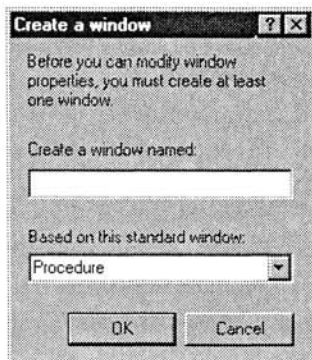 Create a window
Before you can modify window
properties, you must create at least
one window.
Create a window named:
Based on this standard window:
Procedure
OK
Cancel